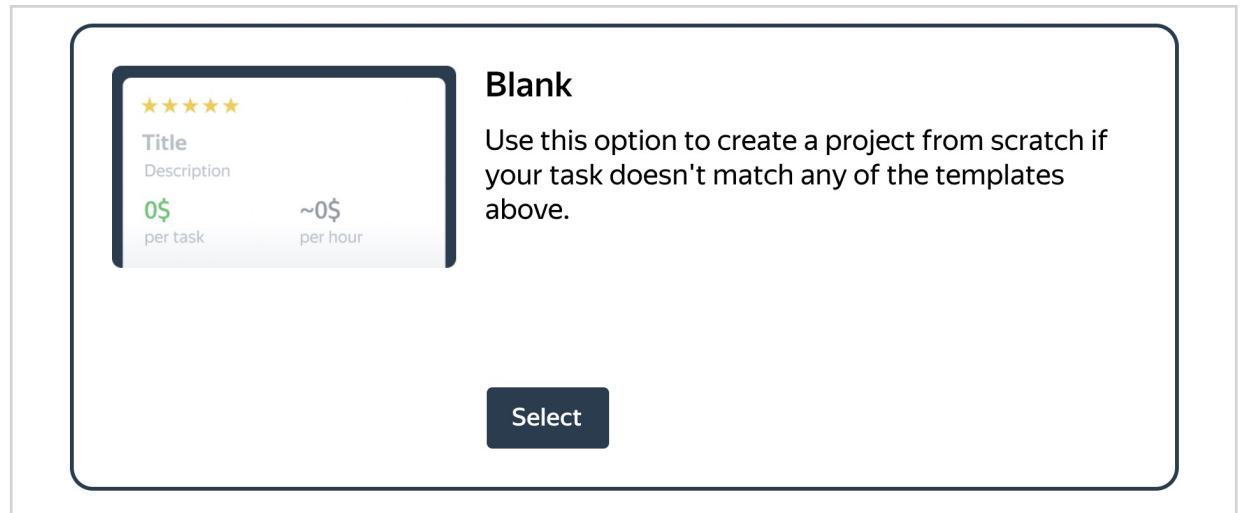 ★★★★★
Title
Description
0$ ~0$
per task per hour
Blank
Use this option to create a project from scratch if
your task doesn't match any of the templates
above.
Select